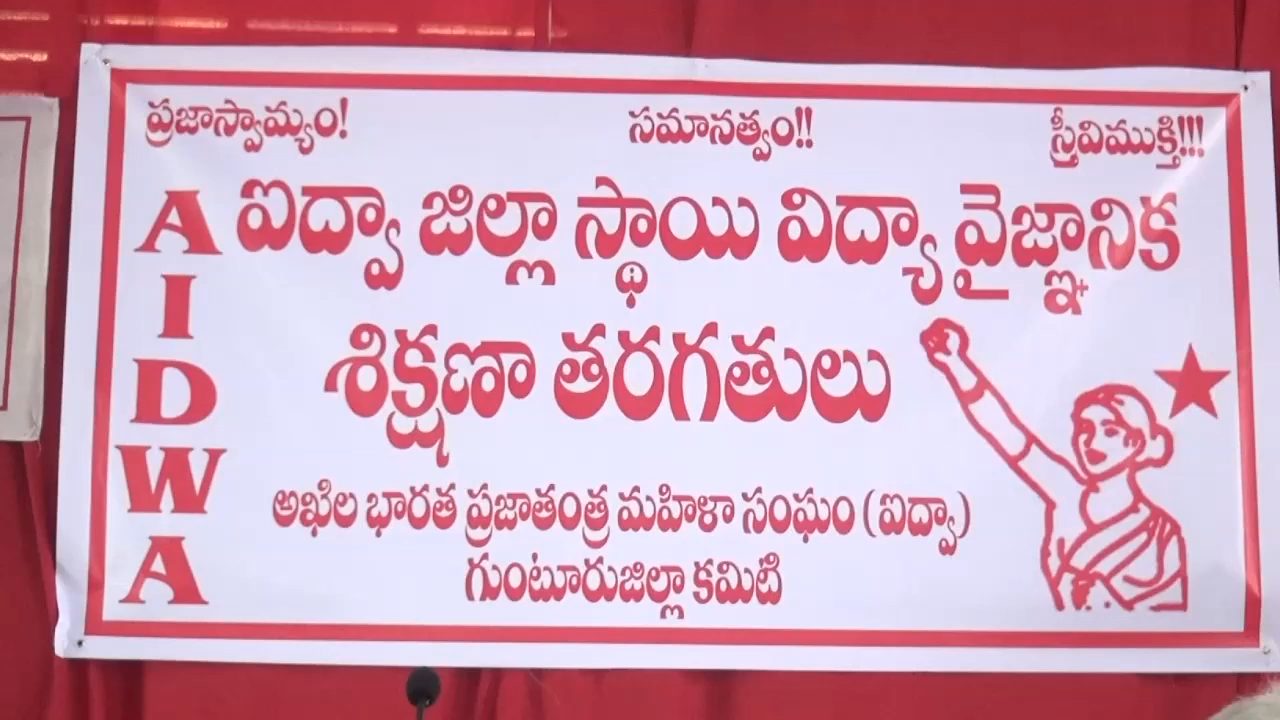 ప్రజాస్వామ్యం! సమానత్వం!! స్త్రీవిముక్తి!!!
AIDWA
ఐద్వా జిల్లా స్థాయి విద్యా వైజ్ఞానిక
శిక్షణా తరగతులు
అఖిల భారత ప్రజాతంత్ర మహిళా సంఘం (ఐద్వా)
గుంటూరుజిల్లా కమిటి